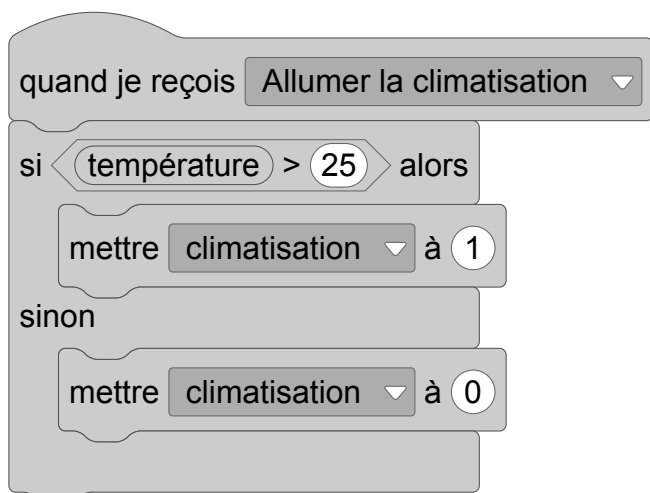 quand je reçois Allumer la climatisation
si température > 25 alors
mettre climatisation à 1
sinon
mettre climatisation à 0